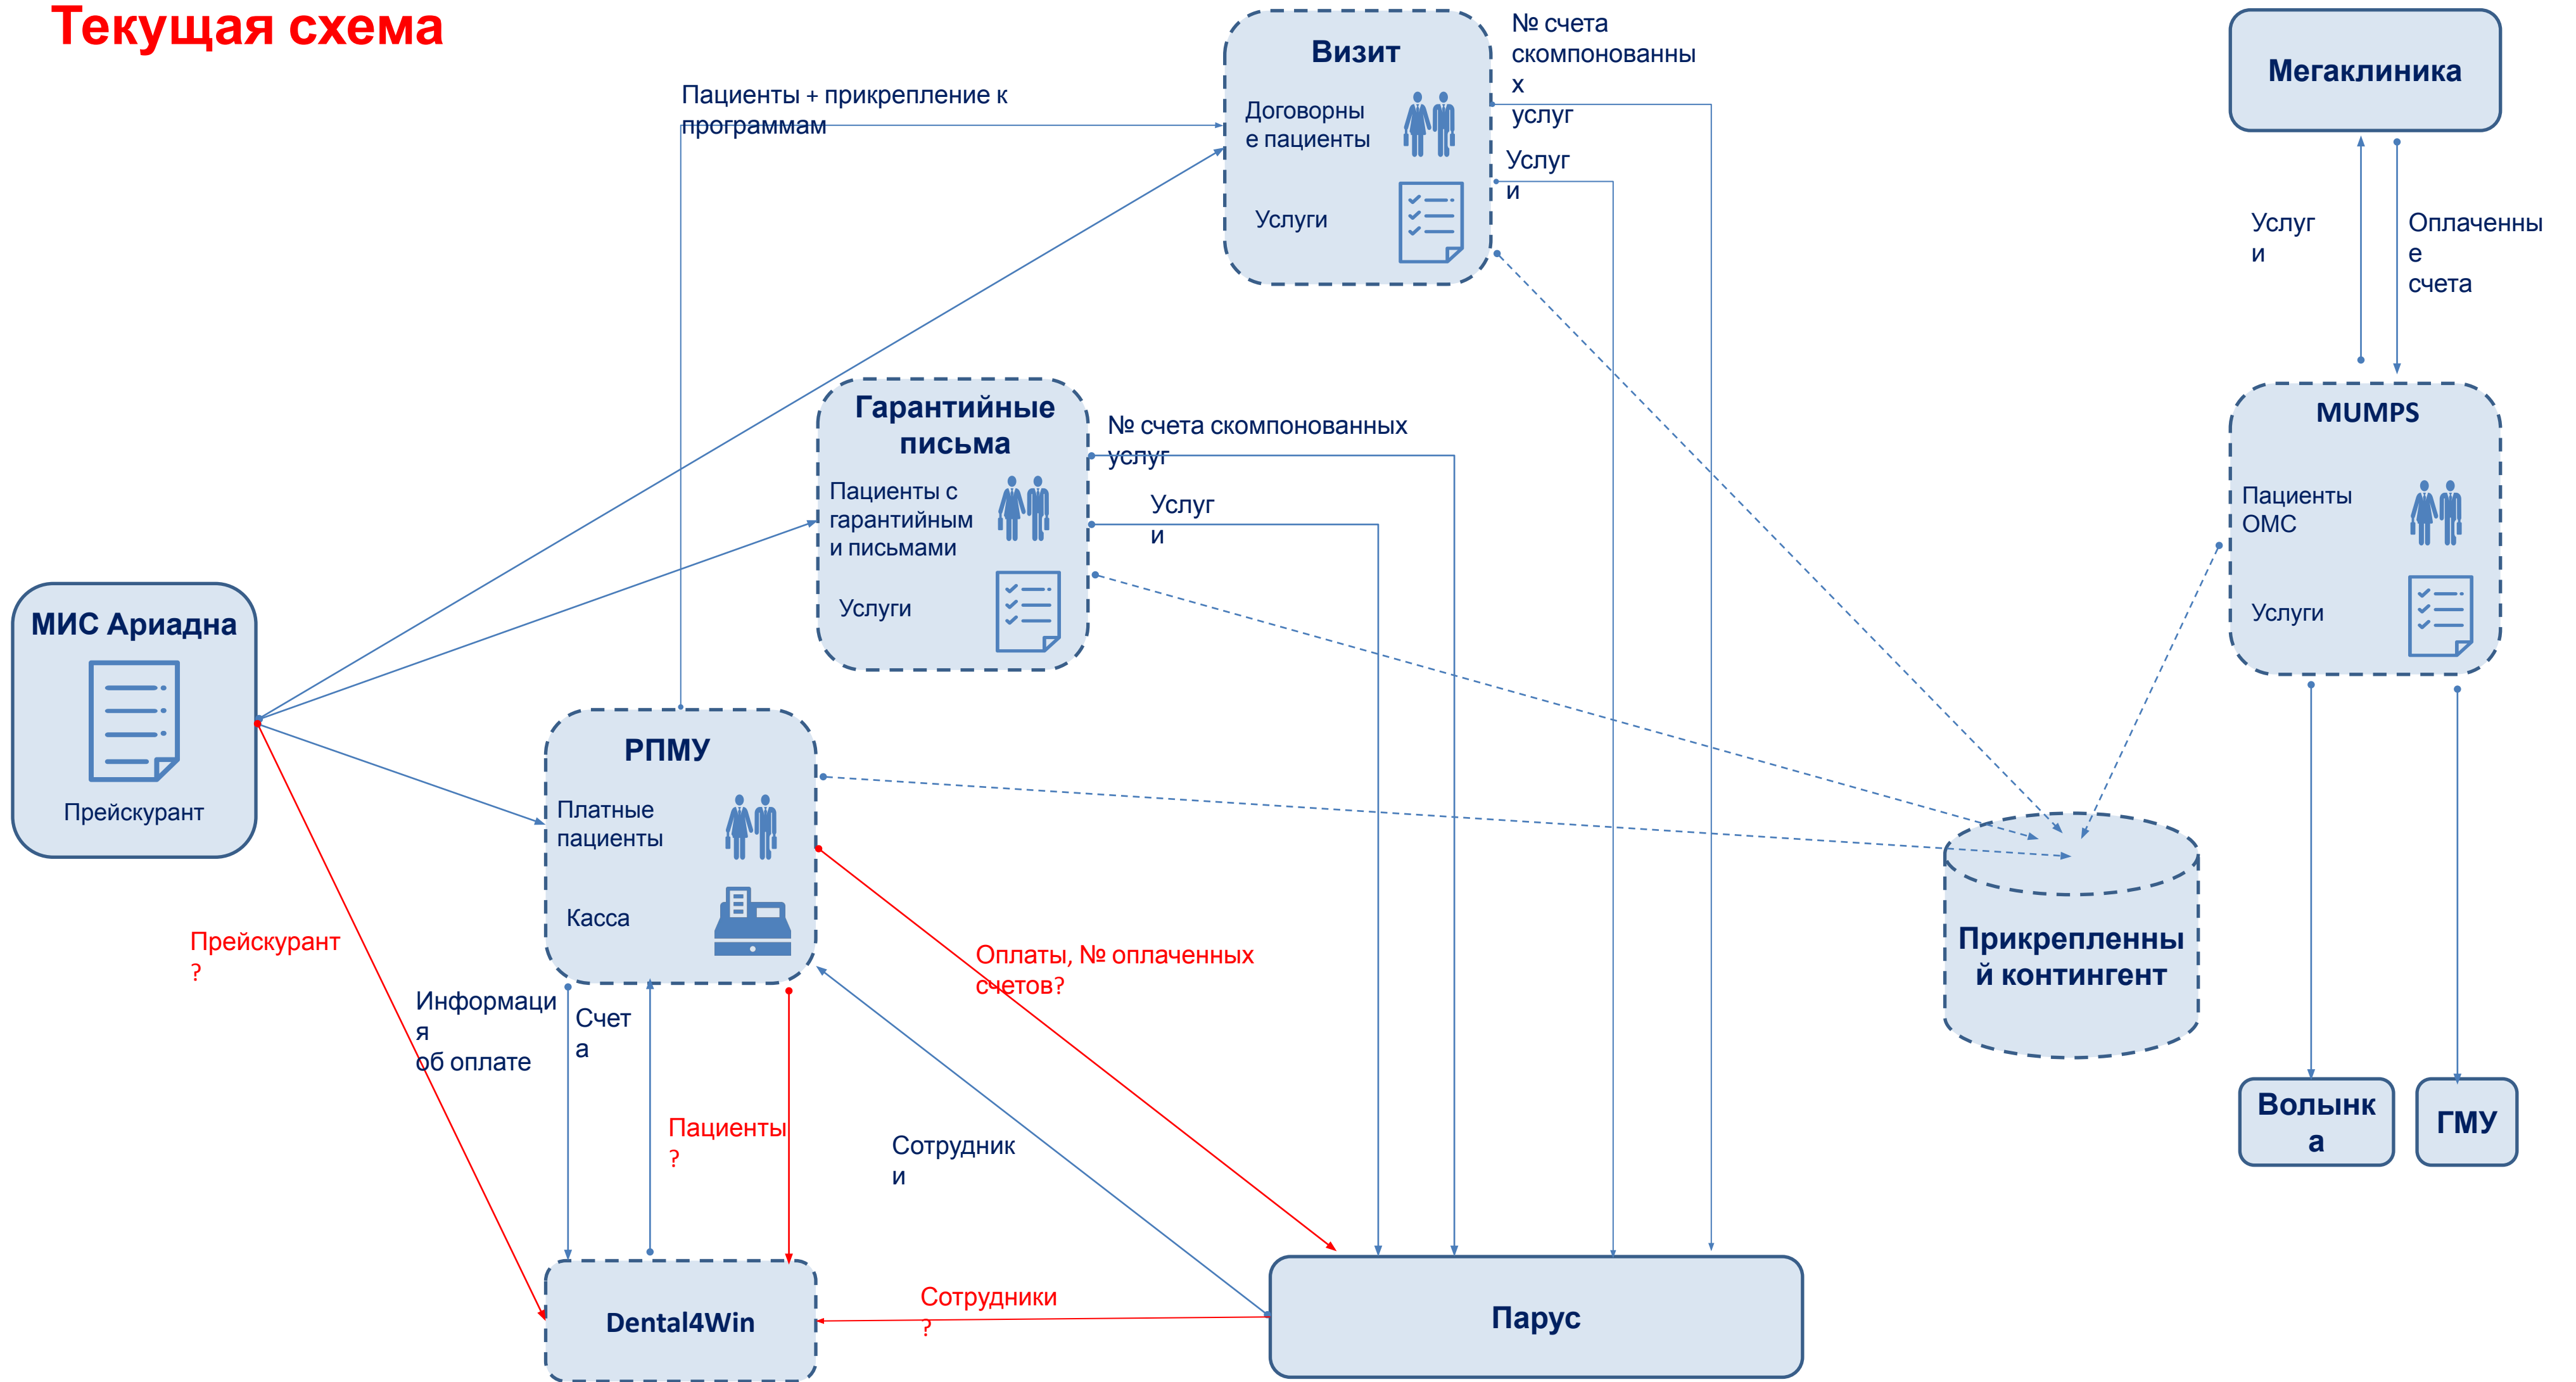 Текущая схема
Визит
Договорны
е пациенты
Услуги
№ счета
скомпонованны
х
услуг
Услуг
и
Мегаклиника
Пациенты + прикрепление к
программам
Услуг
и
Оплаченны
е
счета
Гарантийные
письма
Пациенты с
гарантийным
и письмами
Услуги
№ счета скомпонованных
услуг
Услуг
и
MUMPS
Пациенты
ОМС
Услуги
МИС Ариадна
Прейскурант
РПМУ
Платные
пациенты
Касса
Прейскурант
?
Информаци
я
об оплате
Счет
а
Пациенты
?
Оплаты, № оплаченных
счетов?
Сотрудник
и
Прикрепленны
й контингент
Волынк
а
ГМУ
Сотрудники
?
Dental4Win
Парус